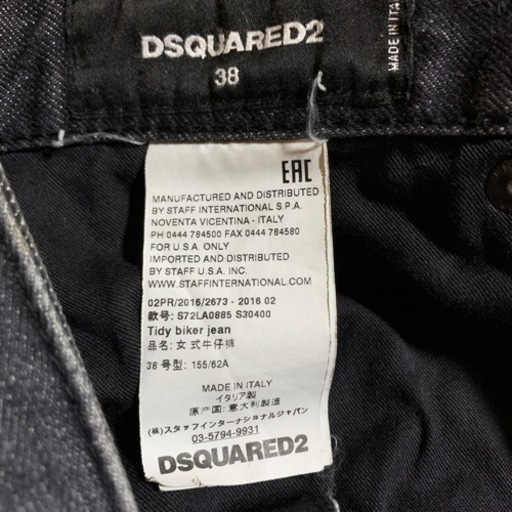 DSQUARED2
38
MADE IN ITA
EAC
MANUFACTURED AND DISTRIBUTED
BY STAFF INTERNATIONAL S.P.A.
NOVENTA VICENTINA - ITALY
PH 0444 784500 FAX 0444 784580
FOR U.S.A. ONLY
IMPORTED AND DISTRIBUTED
BY STAFF U.S.A. INC.
WWW.STAFFINTERNATIONAL.COM
02PR/2016/2673 - 2016 02
款号: S72LA0885 S30400
Tidy biker jean
品名: 女式牛仔裤
38 号型: 155/62A
MADE IN ITALY
イタリア製
原产国: 意大利製造
(株)スタッフインターナショナルジャパン
03-5794-9931
DSQUARED2